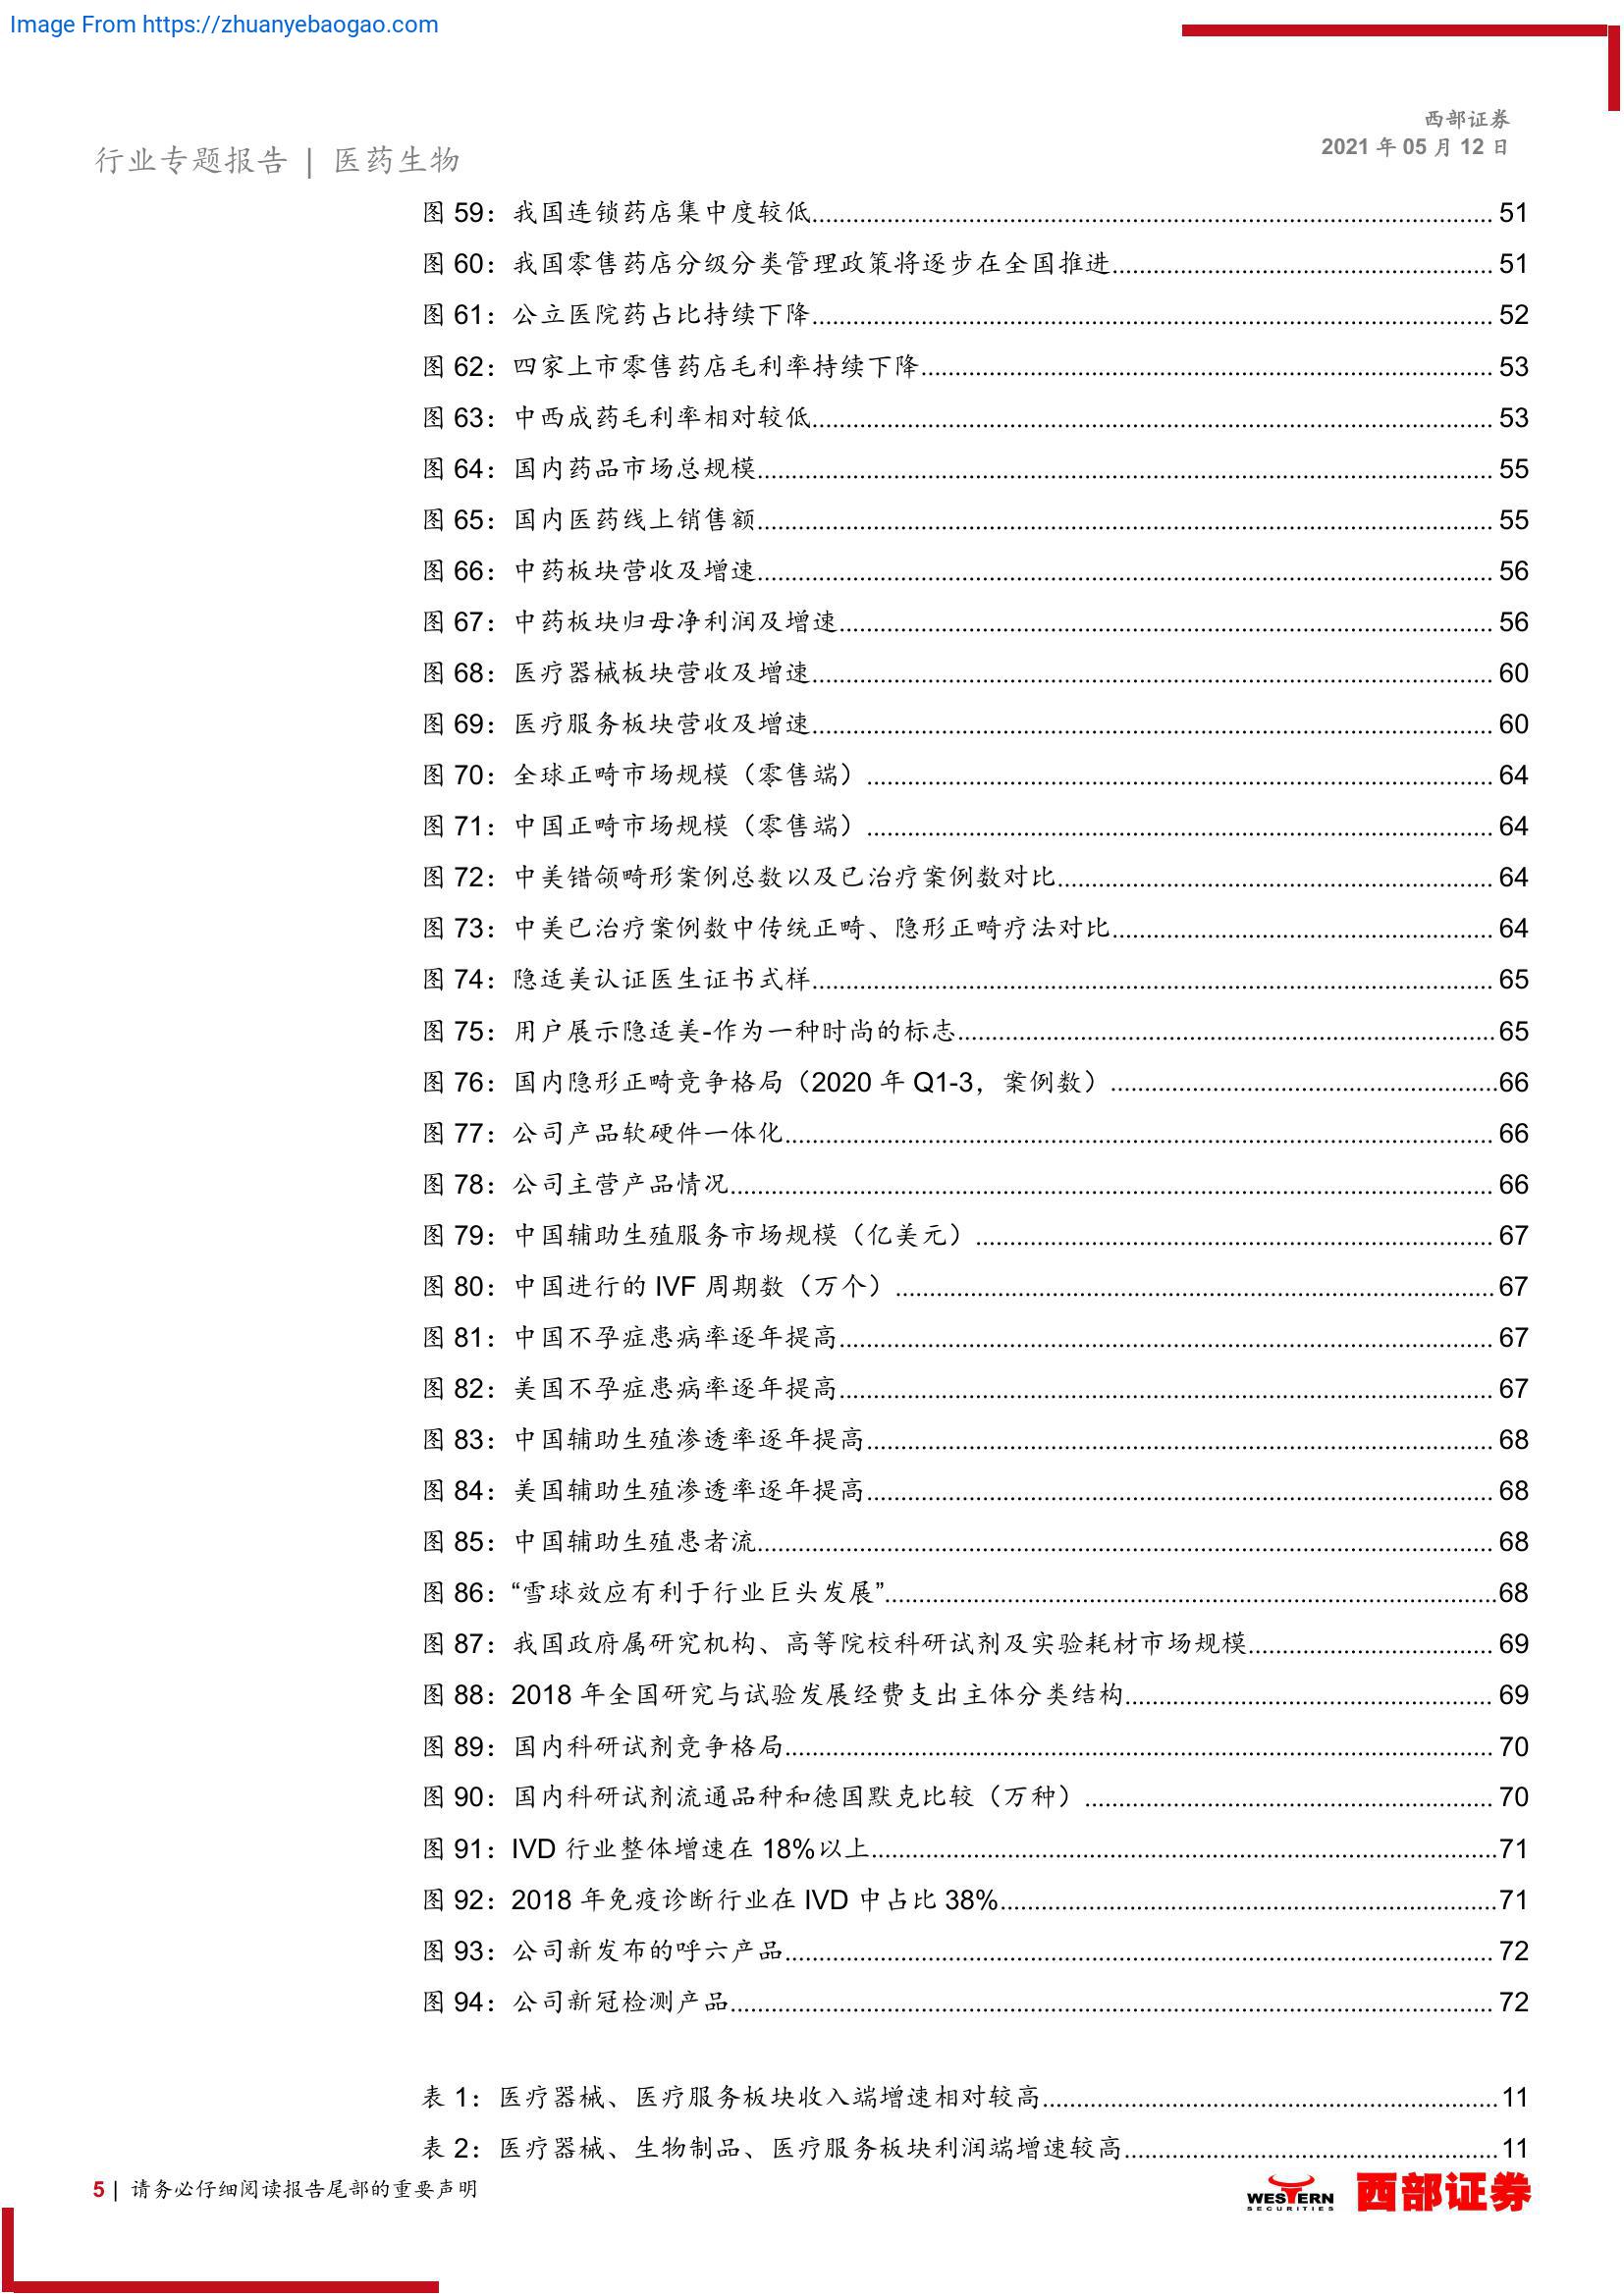 Image From https://zhuanyebaogao.com
西部证券
2021 年 05 月 12 日
行业专题报告 | 医药生物
图 59：我国连锁药店集中度较低 51
图 60：我国零售药店分级分类管理政策将逐步在全国推进 51
图 61：公立医院药占比持续下降 52
图 62：四家上市零售药店毛利率持续下降 53
图 63：中西成药毛利率相对较低 53
图 64：国内药品市场总规模 55
图 65：国内医药线上销售额 55
图 66：中药板块营收及增速 56
图 67：中药板块归母净利润及增速 56
图 68：医疗器械板块营收及增速 60
图 69：医疗服务板块营收及增速 60
图 70：全球正畸市场规模（零售端） 64
图 71：中国正畸市场规模（零售端） 64
图 72：中美错颌畸形案例总数以及已治疗案例数对比 64
图 73：中美已治疗案例数中传统正畸、隐形正畸疗法对比 64
图 74：隐适美认证医生证书式样 65
图 75：用户展示隐适美-作为一种时尚的标志 65
图 76：国内隐形正畸竞争格局（2020 年 Q1-3，案例数） 66
图 77：公司产品软硬件一体化 66
图 78：公司主营产品情况 66
图 79：中国辅助生殖服务市场规模（亿美元） 67
图 80：中国进行的 IVF 周期数（万个） 67
图 81：中国不孕症患病率逐年提高 67
图 82：美国不孕症患病率逐年提高 67
图 83：中国辅助生殖渗透率逐年提高 68
图 84：美国辅助生殖渗透率逐年提高 68
图 85：中国辅助生殖患者流 68
图 86：“雪球效应有利于行业巨头发展” 68
图 87：我国政府属研究机构、高等院校科研试剂及实验耗材市场规模 69
图 88：2018 年全国研究与试验发展经费支出主体分类结构 69
图 89：国内科研试剂竞争格局 70
图 90：国内科研试剂流通品种和德国默克比较（万种） 70
图 91：IVD 行业整体增速在 18%以上 71
图 92：2018 年免疫诊断行业在 IVD 中占比 38% 71
图 93：公司新发布的呼六产品 72
图 94：公司新冠检测产品 72
表 1：医疗器械、医疗服务板块收入端增速相对较高 11
表 2：医疗器械、生物制品、医疗服务板块利润端增速较高 11
5 | 请务必仔细阅读报告尾部的重要声明
WESTERN
SECURITIES
西部证券